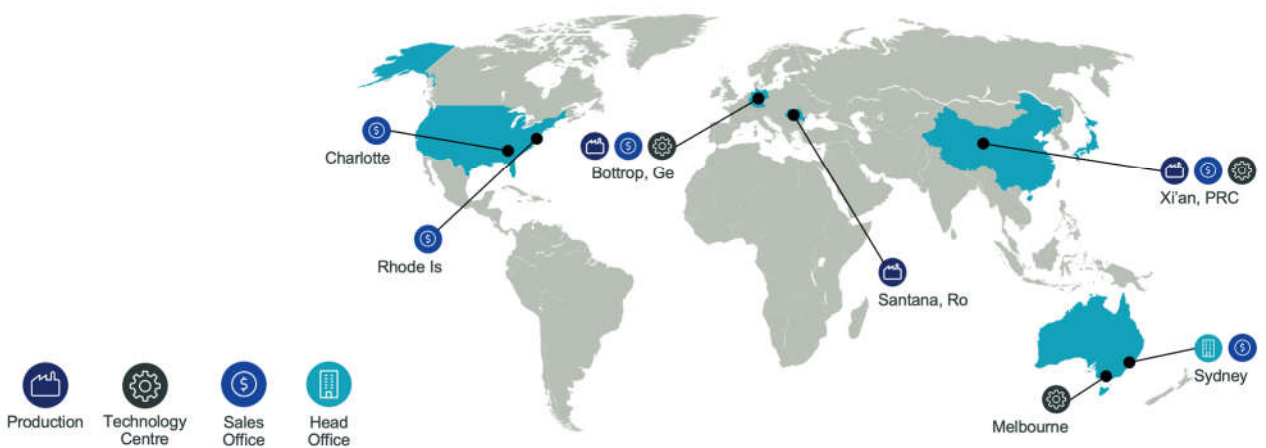 Charlotte
Rhode Is
Bottrop, Ge
Santana, Ro
Xi'an, PRC
Sydney
Melbourne
Production
Technology
Centre
Sales
Office
Head
Office